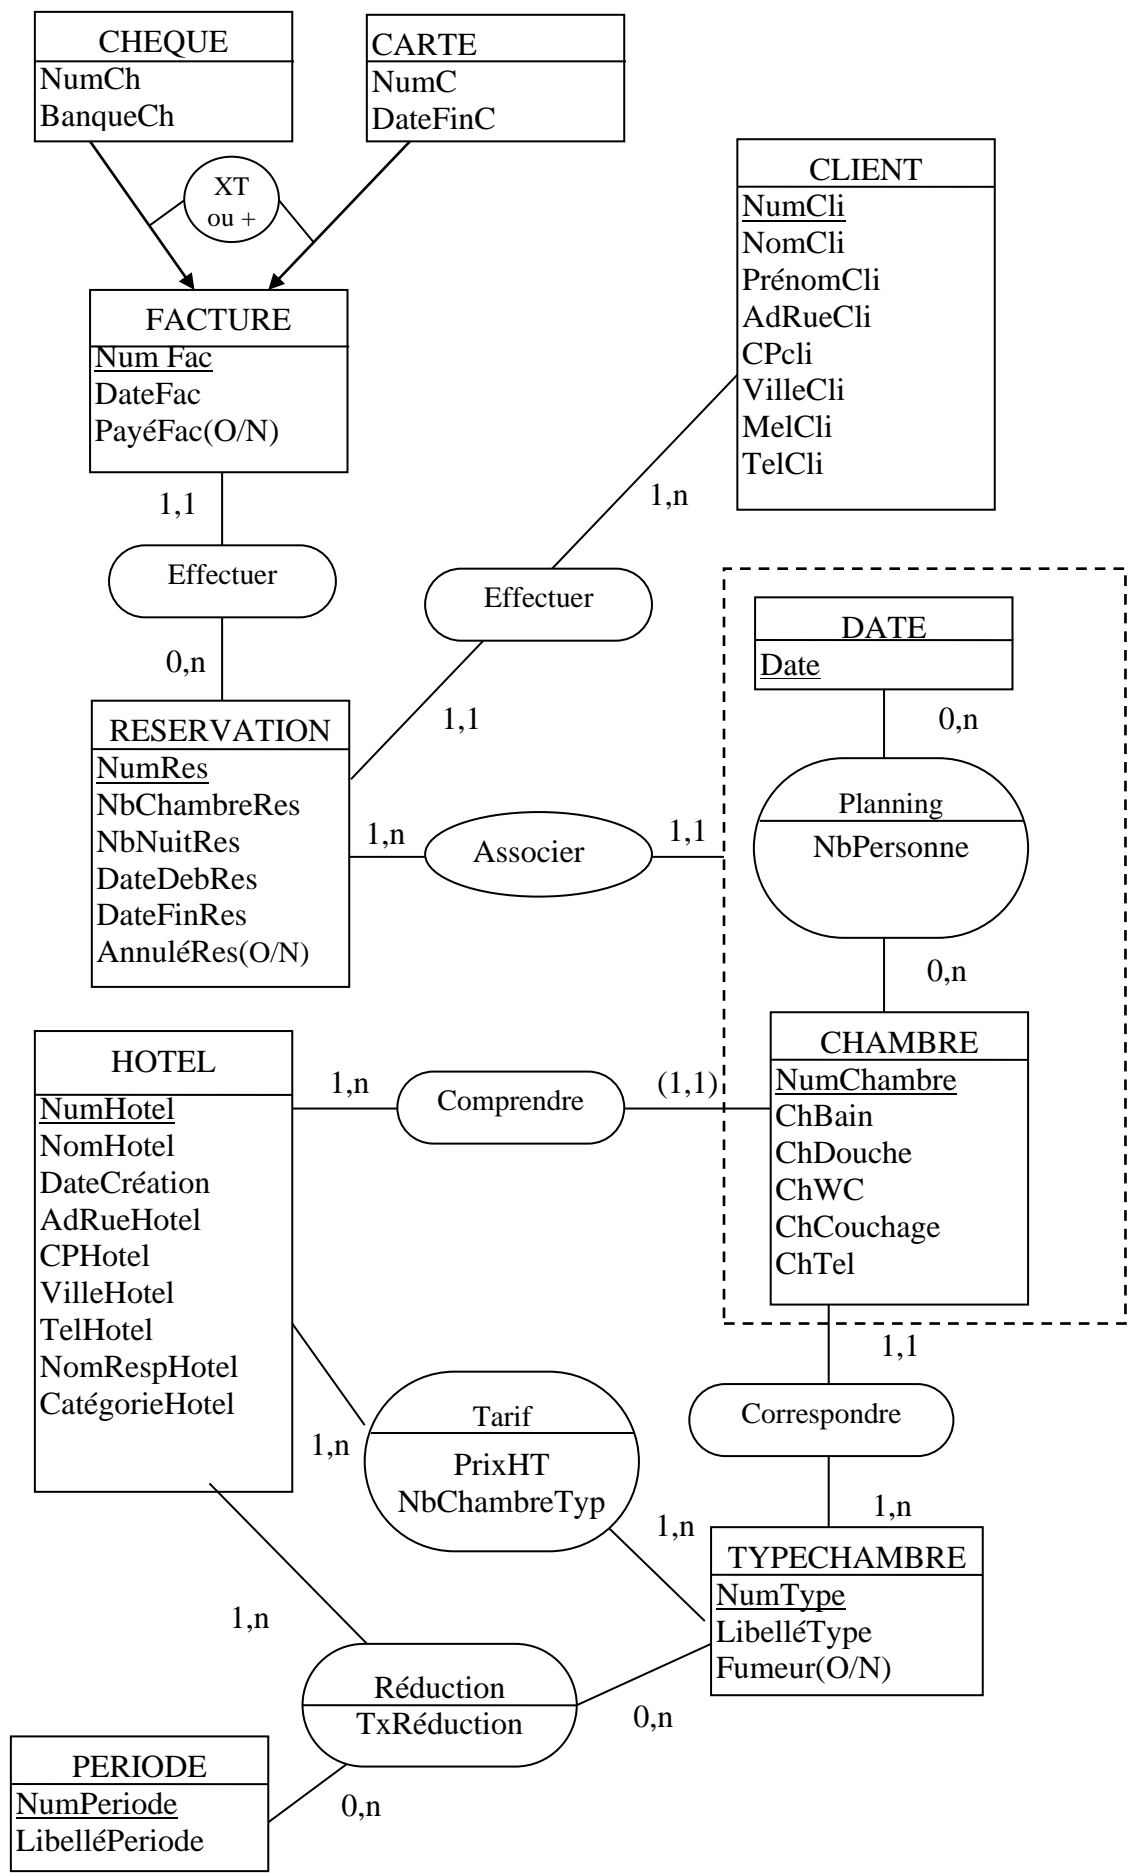 CHEQUE
NumCh
BanqueCh
CARTE
NumC
DateFinC
XT
ou +
CLIENT
NumCli
NomCli
PrénomCli
AdRueCli
CPcli
VilleCli
MelCli
TelCli
FACTURE
Num Fac
DateFac
PayéFac(O/N)
1,1
Effectuer
0,n
1,n
Effectuer
1,1
RESERVATION
NumRes
NbChambreRes
NbNuitRes
DateDebRes
DateFinRes
AnnuléRes(O/N)
1,n
Associer
1,1
DATE
Date
0,n
Planning
NbPersonne
0,n
CHAMBRE
NumChambre
ChBain
ChDouche
ChWC
ChCouchage
ChTel
HOTEL
NumHotel
NomHotel
DateCréation
AdRueHotel
CPHotel
VilleHotel
TelHotel
NomRespHotel
CatégorieHotel
1,n
Comprendre
(1,1)
1,1
Correspondre
1,n
1,n
Tarif
PrixHT
NbChambreTyp
1,n
TYPECHAMBRE
NumType
LibelléType
Fumeur(O/N)
1,n
Réduction
TxRéduction
0,n
0,n
PERIODE
NumPeriode
LibelléPeriode